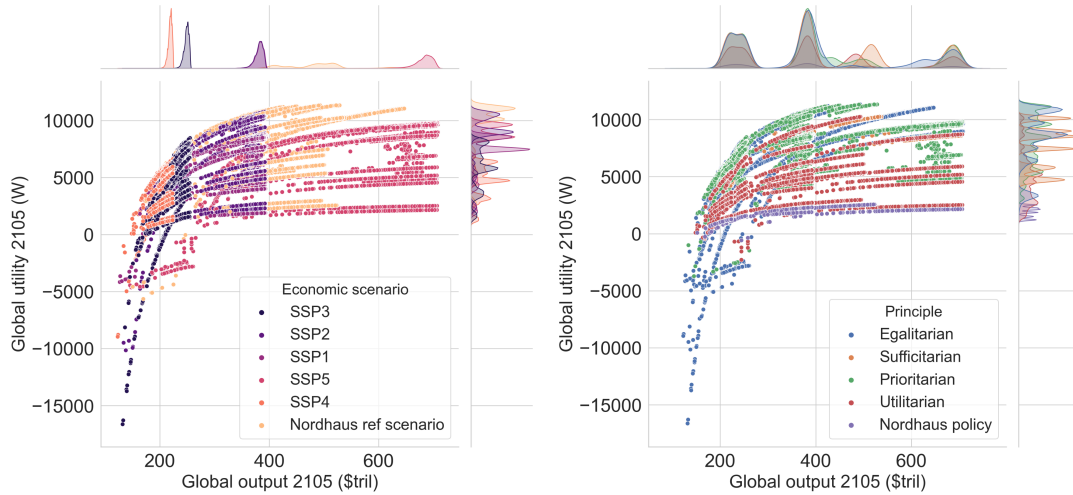 10000
5000
0
−5000
−10000
−15000
Global utility 2105 (W)
200
400
600
Global output 2105 ($tril)
Economic scenario
SSP3
SSP2
SSP1
SSP5
SSP4
Nordhaus ref scenario
10000
5000
0
−5000
−10000
−15000
Global utility 2105 (W)
200
400
600
Global output 2105 ($tril)
Principle
Egalitarian
Sufficitarian
Prioritarian
Utilitarian
Nordhaus policy